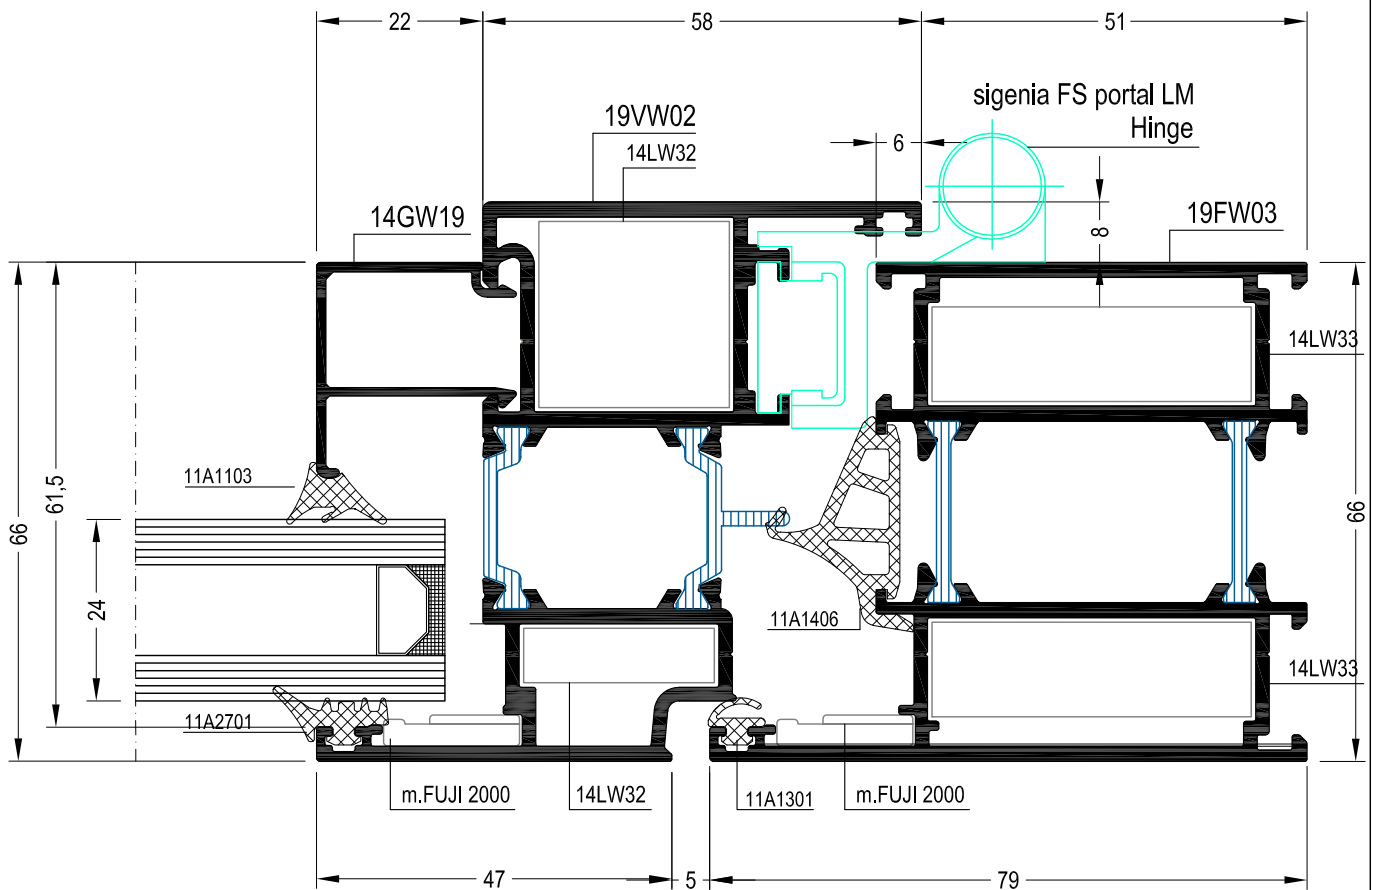 22
58
51
sigenia FS portal LM
Hinge
19VW02
14LW32
6
14GW19
19FW03
8
14LW33
11A1103
61,5
66
66
24
11A1406
14LW33
11A2701
m.FUJI 2000
14LW32
11A1301
m.FUJI 2000
47
5
79